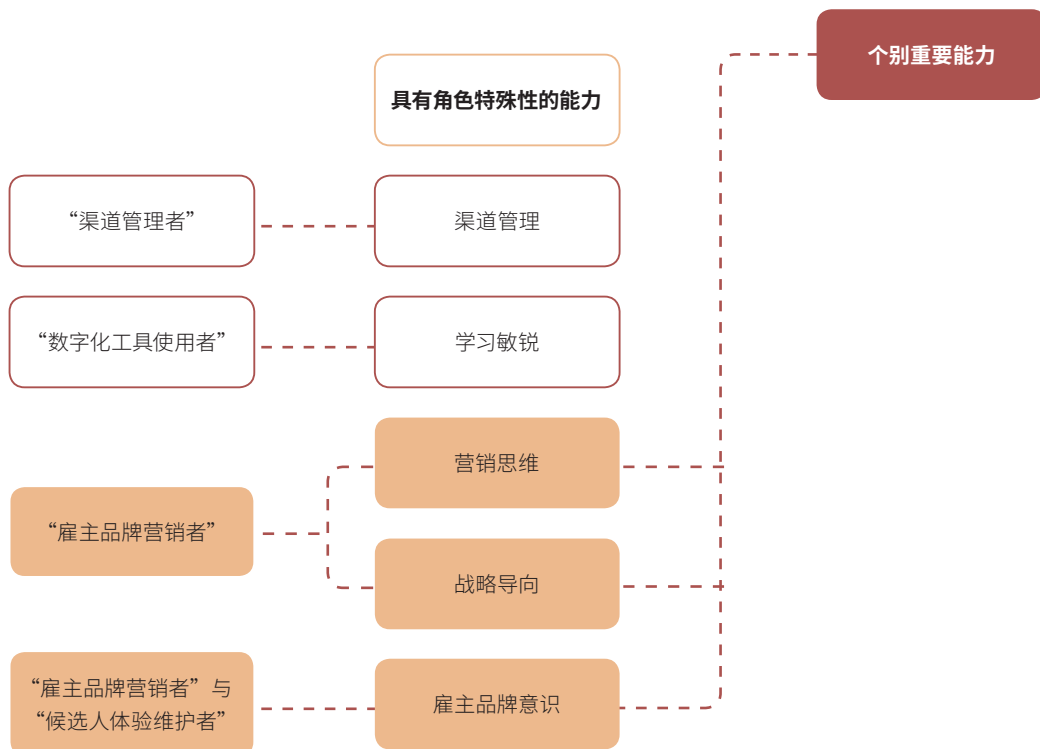 个别重要能力
具有角色特殊性的能力
“渠道管理者”
渠道管理
“数字化工具使用者”
学习敏锐
营销思维
“雇主品牌营销者”
战略导向
“雇主品牌营销者”与
“候选人体验维护者”
雇主品牌意识